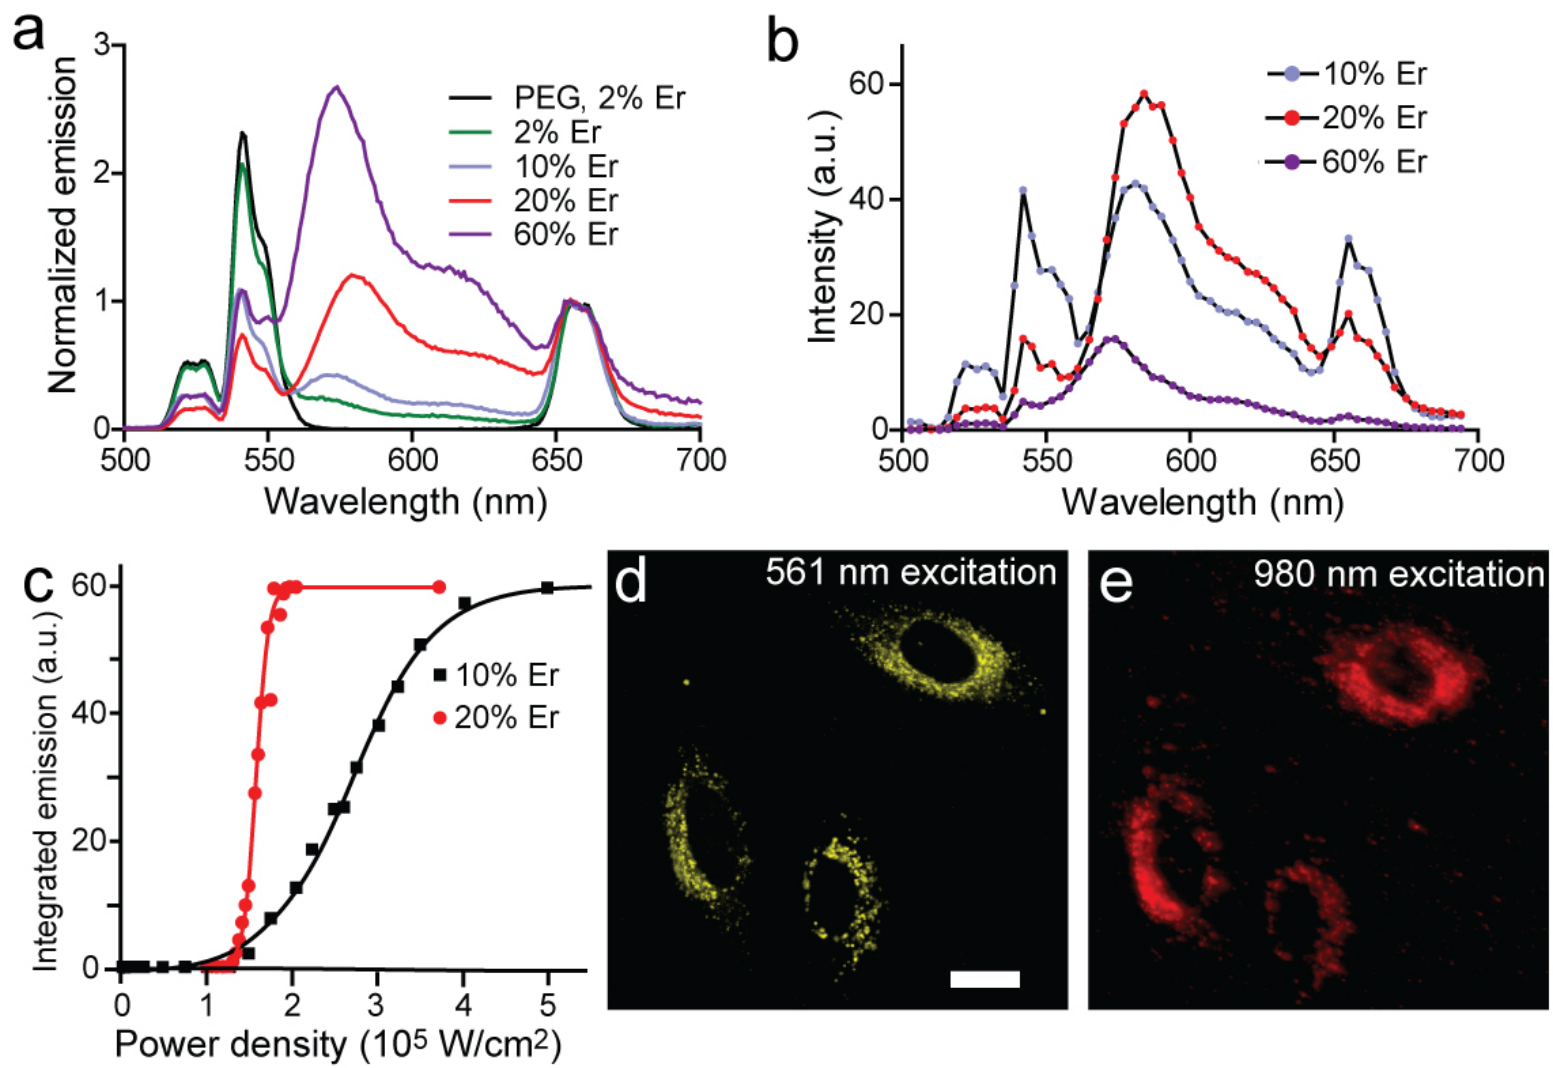 a
3
2
1
0
500
550
600
650
700
Normalized emission
Wavelength (nm)
PEG, 2% Er
2% Er
10% Er
20% Er
60% Er
b
60
40
20
0
500
550
600
650
700
Intensity (a.u.)
Wavelength (nm)
10% Er
20% Er
60% Er
c
60
40
20
0
0
1
2
3
4
5
Integrated emission (a.u.)
Power density (10⁵ W/cm²)
10% Er
20% Er
d
561 nm excitation
e
980 nm excitation